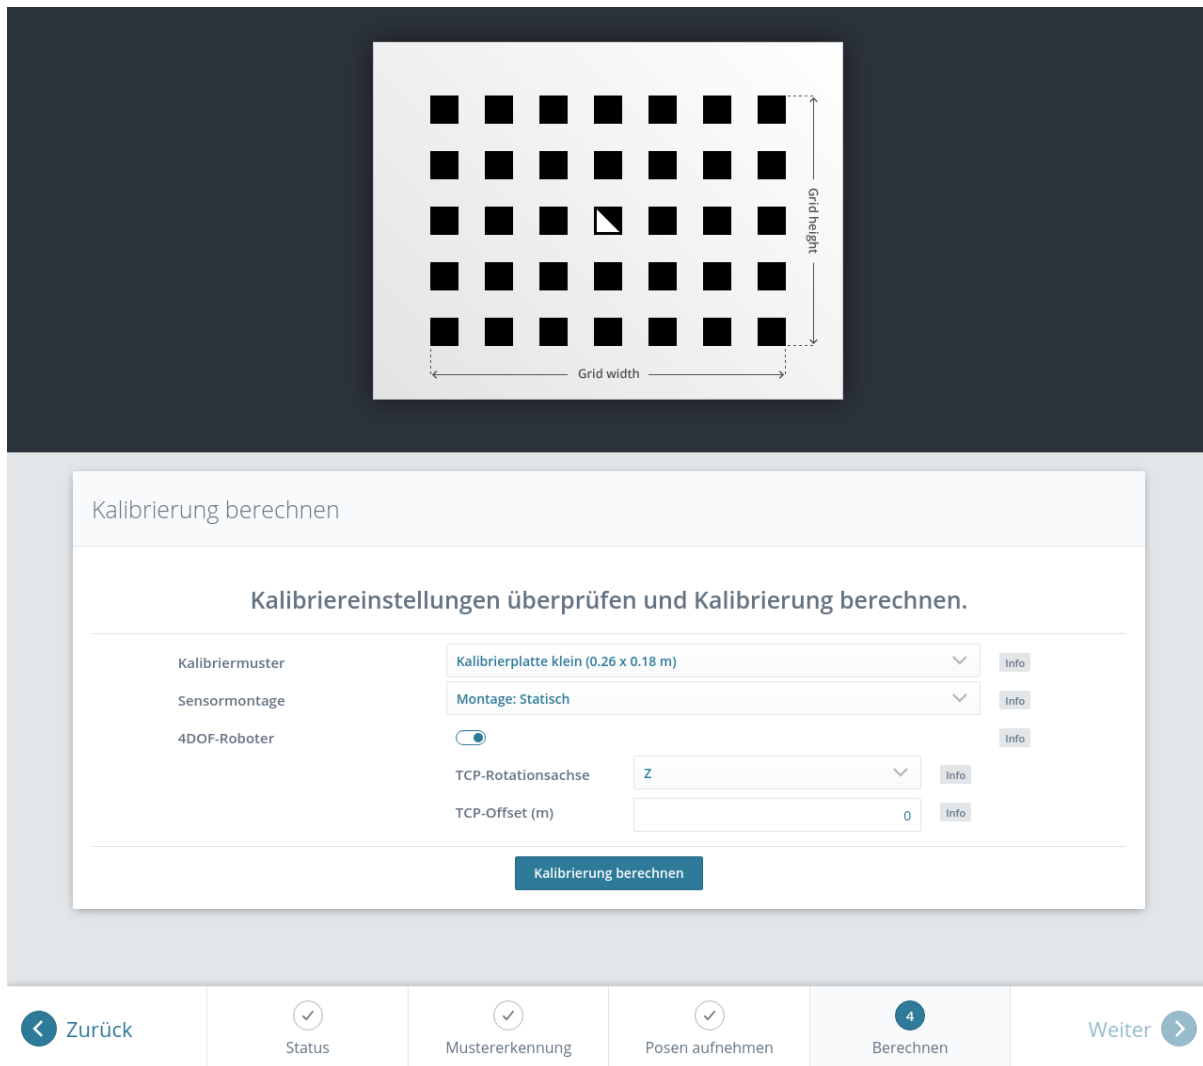 Grid height
Grid width
Kalibrierung berechnen
Kalibriereinstellungen überprüfen und Kalibrierung berechnen.
Kalibriermuster
Kalibrierplatte klein (0.26 x 0.18 m)
Info
Sensormontage
Montage: Statisch
Info
4DOF-Roboter
Info
TCP-Rotationsachse
Z
Info
TCP-Offset (m)
0
Info
Kalibrierung berechnen
Zurück
Status
Mustererkennung
Posen aufnehmen
4
Berechnen
Weiter